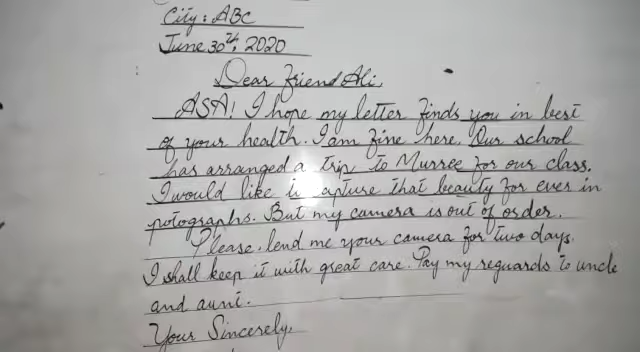 City : ABC
June 30th, 2020
Dear Friend Ali,
ASA! I hope my letter finds you in best
of your health. I am fine here. Our school
has arranged a trip to Murree for our class.
I would like to capture that beauty for ever in
potographs. But my camera is out of order.
Please lend me your camera for two days.
I shall keep it with great care. Pay my reguards to uncle
and aunt.
Your Sincerely,